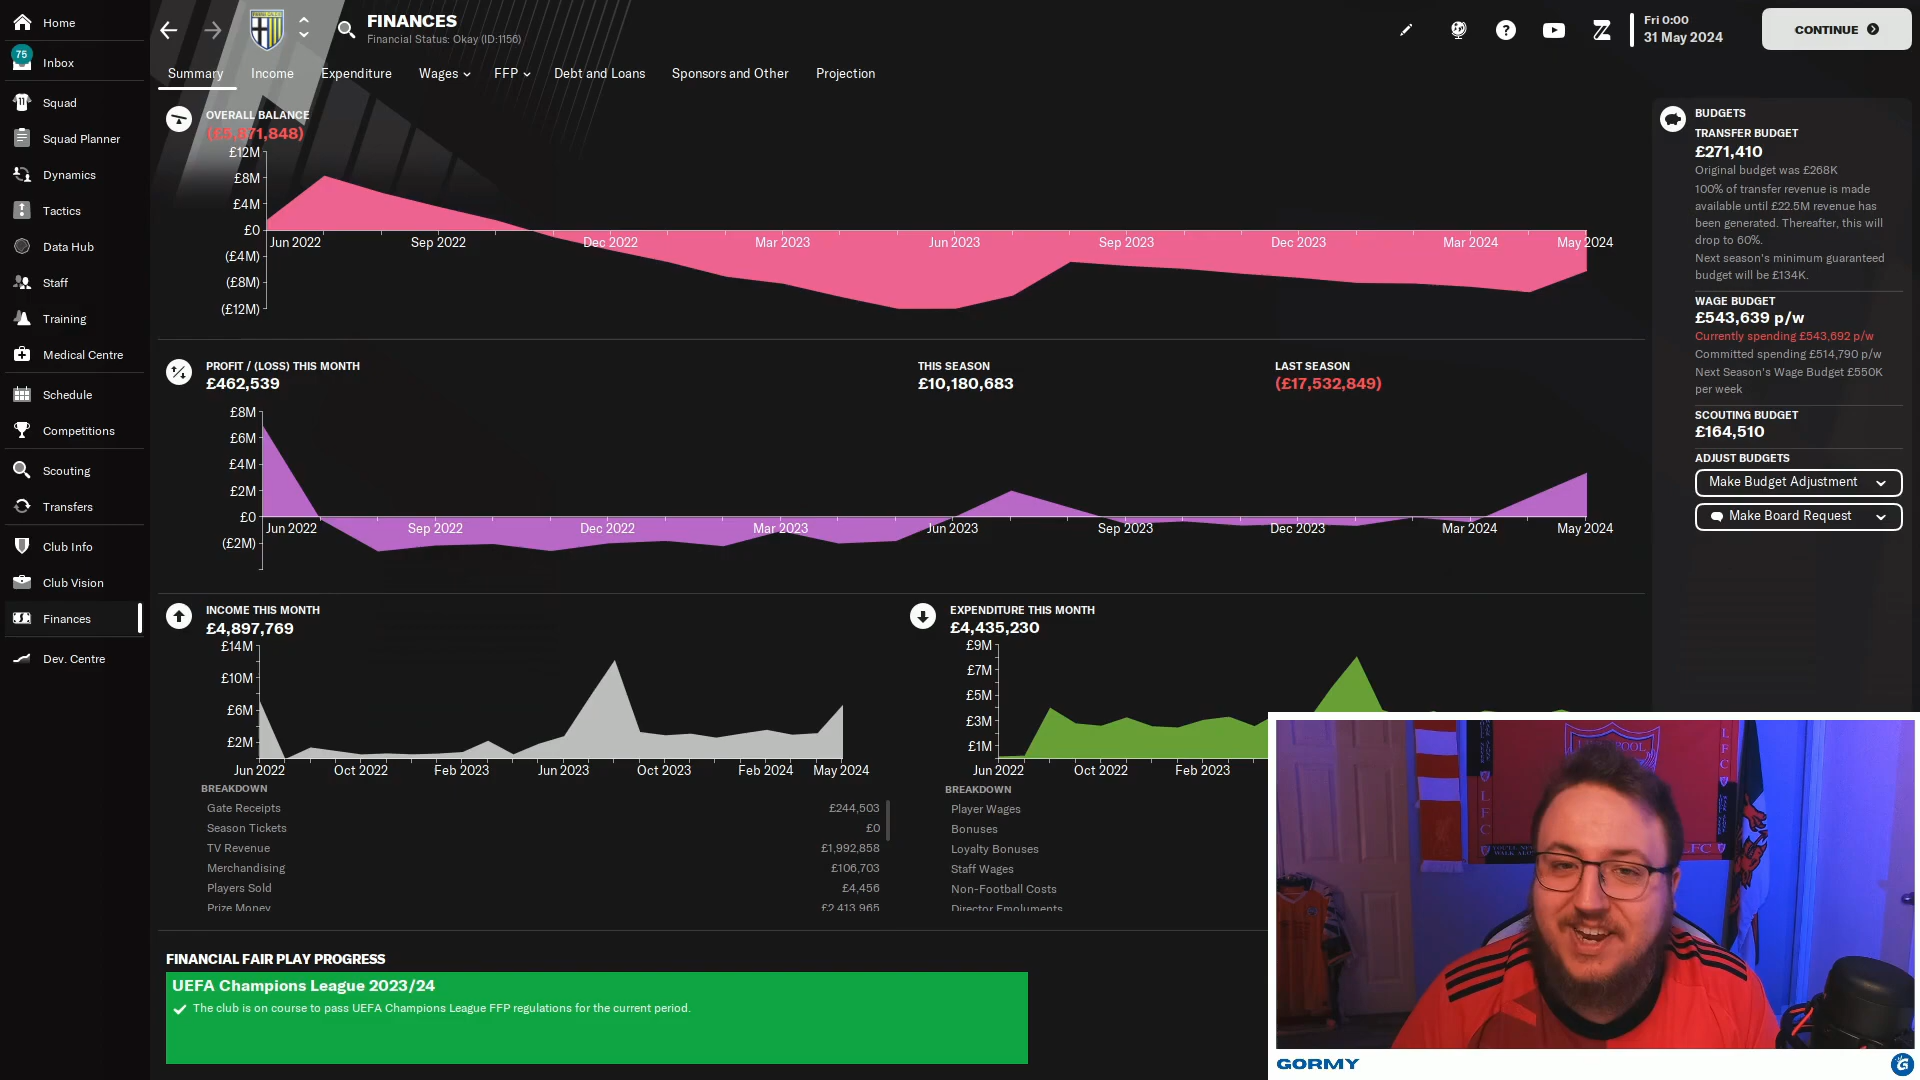 Home
75
Inbox
Squad
Squad Planner
Dynamics
Tactics
Data Hub
Staff
Training
Medical Centre
Schedule
Competitions
Scouting
Transfers
Club Info
Club Vision
Finances
Dev. Centre
FINANCES
Financial Status: Okay (ID:1156)
Fri 0:00
31 May 2024
CONTINUE
Summary
Income
Expenditure
Wages
FFP
Debt and Loans
Sponsors and Other
Projection
OVERALL BALANCE
(£5,871,848)
£12M
£8M
£4M
£0
(£4M)
(£8M)
(£12M)
Jun 2022
Sep 2022
Dec 2022
Mar 2023
Jun 2023
Sep 2023
Dec 2023
Mar 2024
May 2024
PROFIT / (LOSS) THIS MONTH
£462,539
THIS SEASON
£10,180,683
LAST SEASON
(£17,532,849)
£8M
£6M
£4M
£2M
£0
(£2M)
Jun 2022
Sep 2022
Dec 2022
Mar 2023
Jun 2023
Sep 2023
Dec 2023
Mar 2024
May 2024
INCOME THIS MONTH
£4,897,769
£14M
£10M
£6M
£2M
Jun 2022
Oct 2022
Feb 2023
Jun 2023
Oct 2023
Feb 2024
May 2024
BREAKDOWN
Gate Receipts £244,503
Season Tickets £0
TV Revenue £1,992,858
Merchandising £106,703
Players Sold £4,456
Prize Money £2,413,965
EXPENDITURE THIS MONTH
£4,435,230
£9M
£7M
£5M
£3M
£1M
Jun 2022
Oct 2022
Feb 2023
BREAKDOWN
Player Wages
Bonuses
Loyalty Bonuses
Staff Wages
Non-Football Costs
Director Emoluments
FINANCIAL FAIR PLAY PROGRESS
UEFA Champions League 2023/24
The club is on course to pass UEFA Champions League FFP regulations for the current period.
BUDGETS
TRANSFER BUDGET
£271,410
Original budget was £268K
100% of transfer revenue is made
available until £22.5M revenue has
been generated. Thereafter, this will
drop to 60%.
Next season's minimum guaranteed
budget will be £134K.
WAGE BUDGET
£543,639 p/w
Currently spending £543,692 p/w
Committed spending £514,790 p/w
Next Season's Wage Budget £550K
per week
SCOUTING BUDGET
£164,510
ADJUST BUDGETS
Make Budget Adjustment
Make Board Request
GORMY